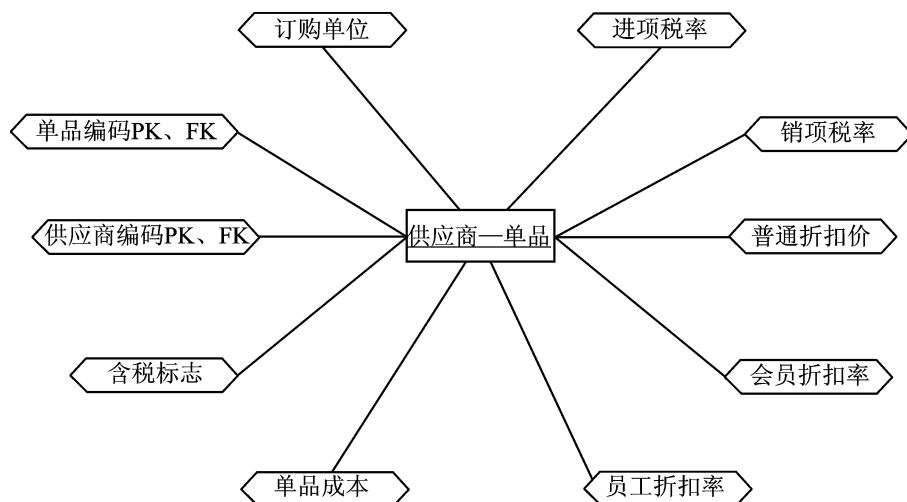 订购单位
进项税率
单品编码PK、FK
销项税率
供应商编码PK、FK
供应商—单品
普通折扣价
含税标志
会员折扣率
单品成本
员工折扣率